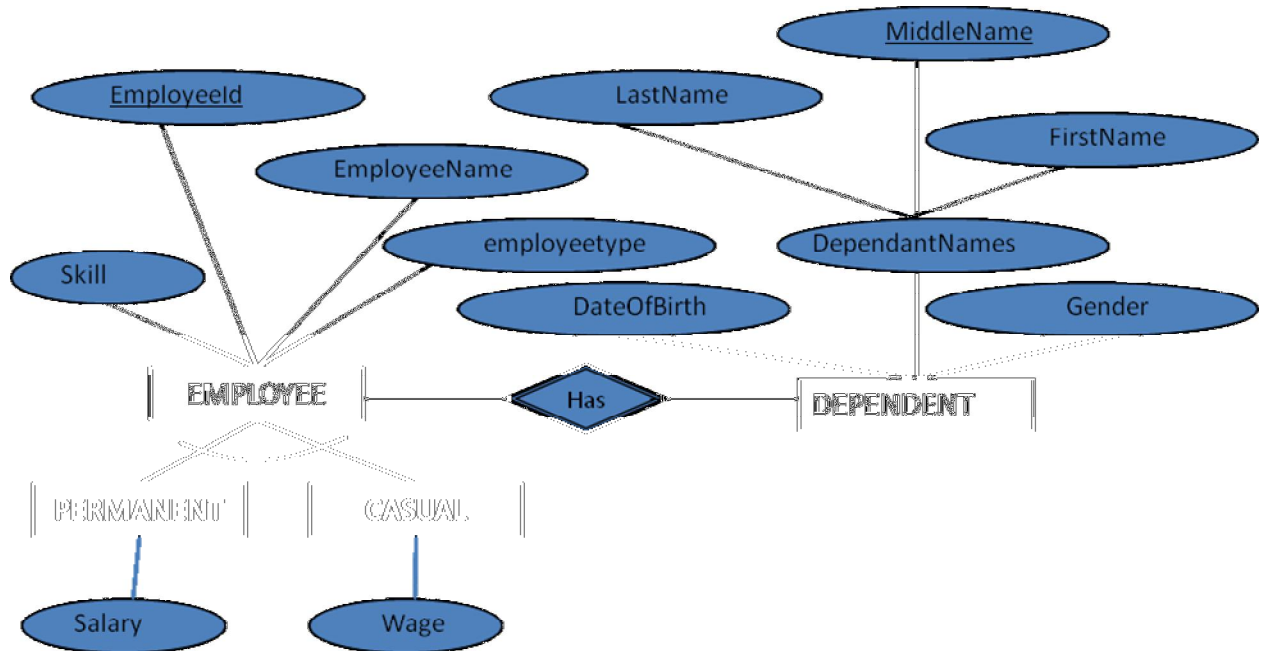 MiddleName
EmployeeId
LastName
FirstName
EmployeeName
employeetype
DependantNames
Skill
DateOfBirth
Gender
EMPLOYEE
Has
DEPENDENT
PERMANENT
CASUAL
Salary
Wage